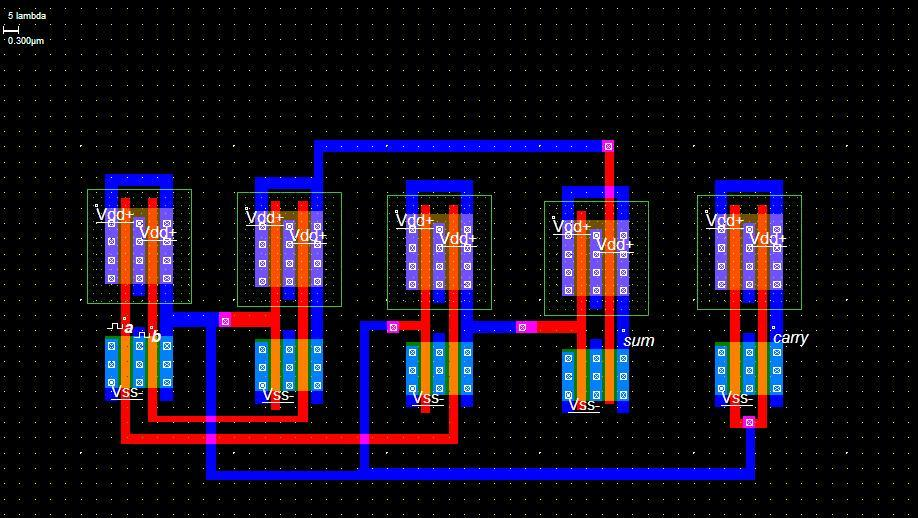 5 lambda
0.300µm
Vdd+
Vdd+
Vdd+
Vdd+
Vdd+
Vdd+
Vdd+
Vdd+
Vdd+
Vdd+
a
b
sum
carry
Vss-
Vss-
Vss-
Vss-
Vss-